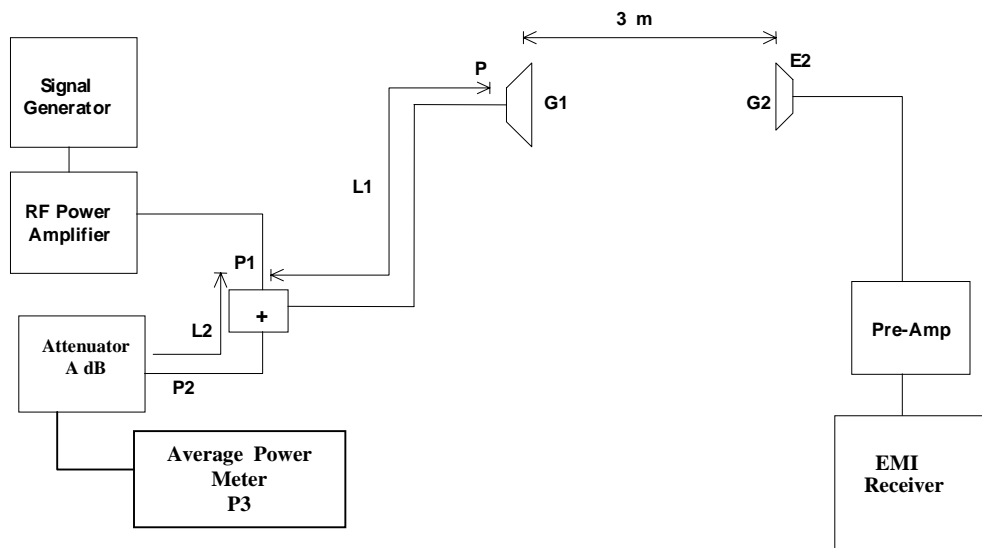 3 m
P
E2
Signal
Generator
G1
G2
L1
RF Power
Amplifier
P1
+
L2
Pre-Amp
Attenuator
A dB
P2
Average Power
Meter
P3
EMI
Receiver